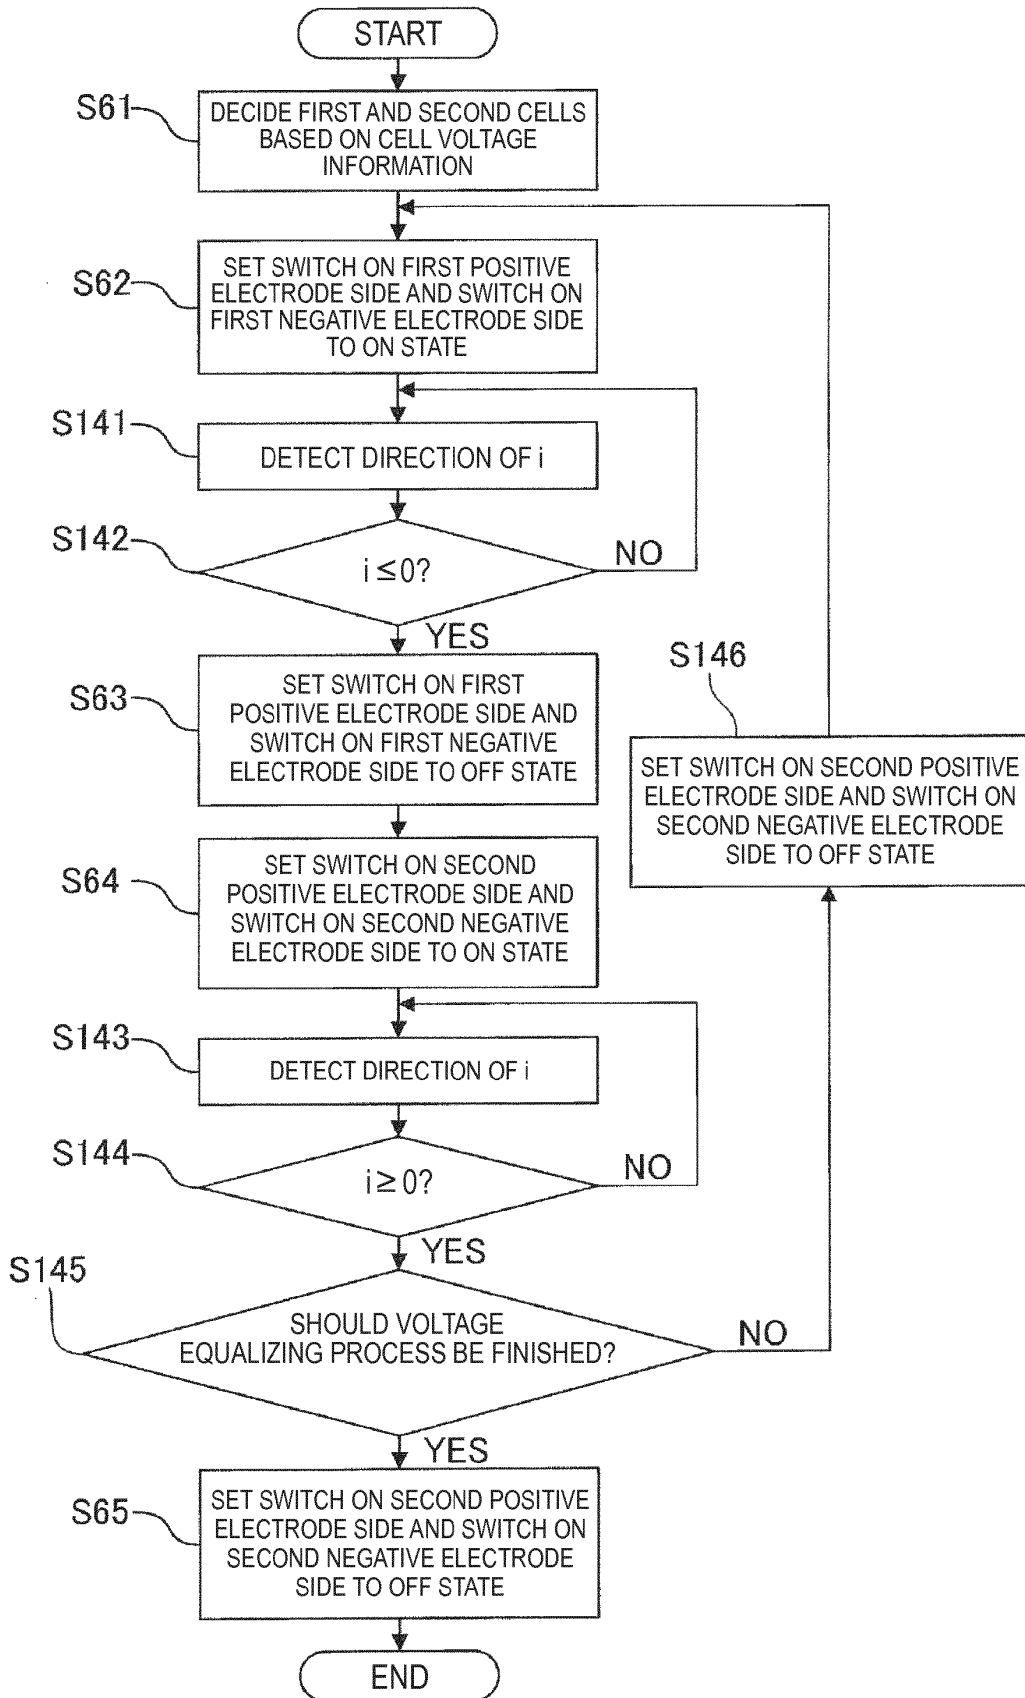 START
S61
DECIDE FIRST AND SECOND CELLS
BASED ON CELL VOLTAGE
INFORMATION
S62
SET SWITCH ON FIRST POSITIVE
ELECTRODE SIDE AND SWITCH ON
FIRST NEGATIVE ELECTRODE SIDE
TO ON STATE
S141
DETECT DIRECTION OF i
S142
i ≤ 0?
NO
YES
S63
SET SWITCH ON FIRST
POSITIVE ELECTRODE SIDE AND
SWITCH ON FIRST NEGATIVE
ELECTRODE SIDE TO OFF STATE
S146
SET SWITCH ON SECOND POSITIVE
ELECTRODE SIDE AND SWITCH ON
SECOND NEGATIVE ELECTRODE
SIDE TO OFF STATE
S64
SET SWITCH ON SECOND
POSITIVE ELECTRODE SIDE AND
SWITCH ON SECOND NEGATIVE
ELECTRODE SIDE TO ON STATE
S143
DETECT DIRECTION OF i
S144
i ≥ 0?
NO
YES
S145
SHOULD VOLTAGE
EQUALIZING PROCESS BE FINISHED?
NO
YES
S65
SET SWITCH ON SECOND POSITIVE
ELECTRODE SIDE AND SWITCH ON
SECOND NEGATIVE ELECTRODE
SIDE TO OFF STATE
END